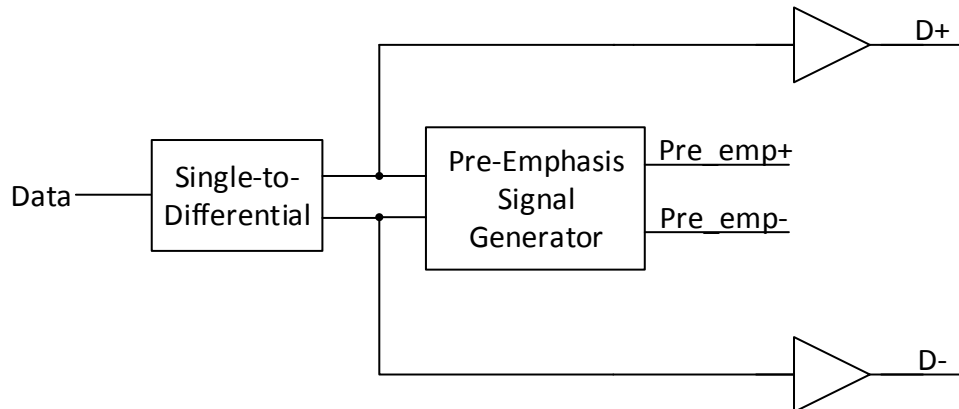 D+
Data
Single-to-
Differential
Pre-Emphasis
Signal
Generator
Pre_emp+
Pre_emp-
D-